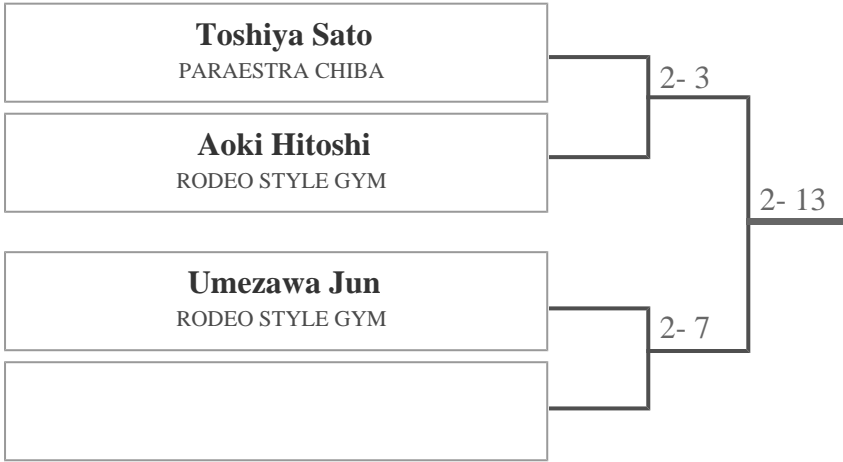 Toshiya Sato
PARAESTRA CHIBA
2- 3
Aoki Hitoshi
RODEO STYLE GYM
2- 13
Umezawa Jun
RODEO STYLE GYM
2- 7